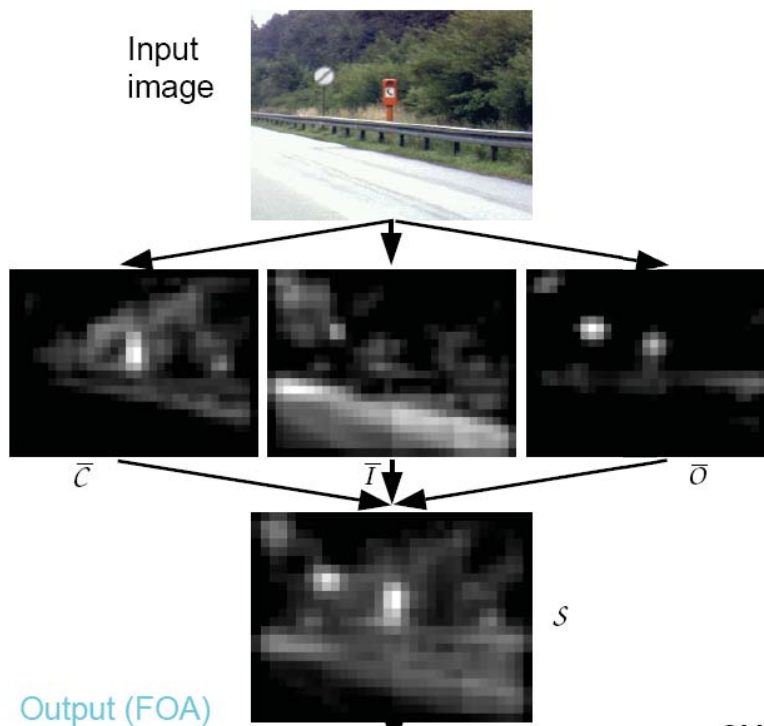 Input
image
C̅
I̅
O̅
S
Output (FOA)